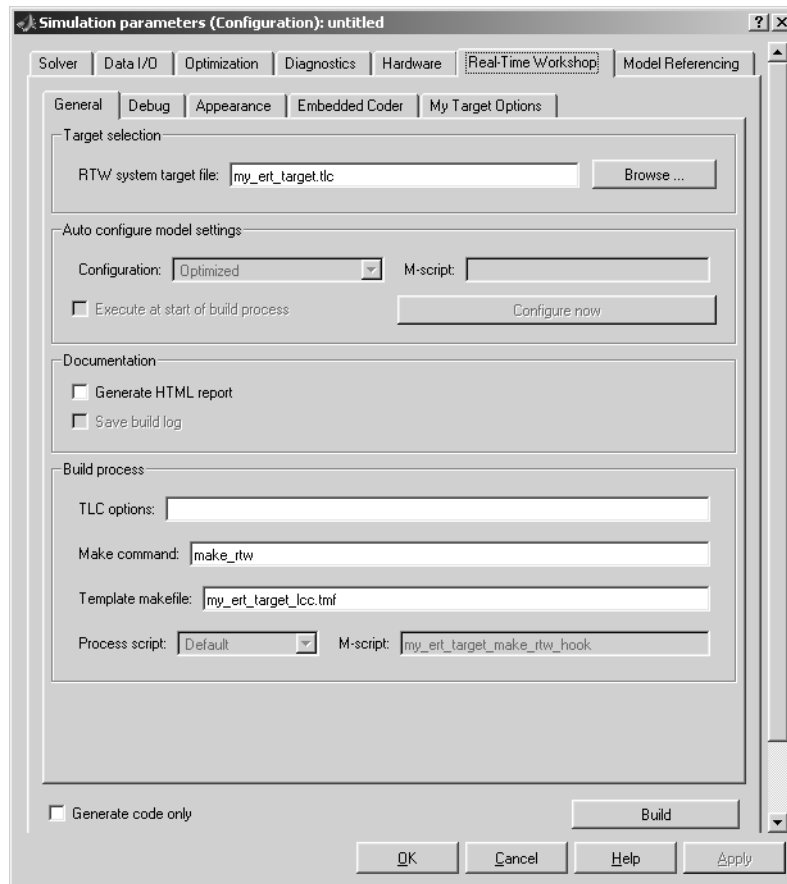 Simulation parameters (Configuration): untitled
Solver Data I/O Optimization Diagnostics Hardware Real-Time Workshop Model Referencing
General Debug Appearance Embedded Coder My Target Options
Target selection
RTW system target file: my_ert_target.tlc Browse ...
Auto configure model settings
Configuration: Optimized M-script:
Execute at start of build process Configure now
Documentation
Generate HTML report
Save build log
Build process
TLC options:
Make command: make_rtw
Template makefile: my_ert_target_lcc.tmf
Process script: Default M-script: my_ert_target_make_rtw_hook
Generate code only Build
OK Cancel Help Apply